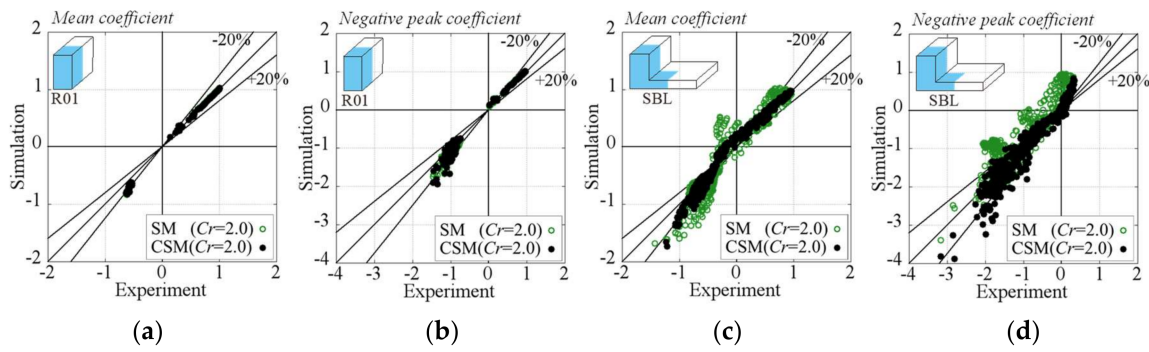 Mean coefficient
2
-20%
1
+20%
R01
0
Simulation
-1
SM (Cr=2.0)
CSM(Cr=2.0)
-2
-2 -1 0 1 2
Experiment
(a)
Negative peak coefficient
2
-20%
1
+20%
R01
0
Simulation
-1
-2
-3
SM (Cr=2.0)
CSM(Cr=2.0)
-4
-4 -3 -2 -1 0 1 2
Experiment
(b)
Mean coefficient
2
-20%
1
+20%
SBL
0
Simulation
-1
SM (Cr=2.0)
CSM(Cr=2.0)
-2
-2 -1 0 1 2
Experiment
(c)
Negative peak coefficient
2
-20%
1
+20%
SBL
0
Simulation
-1
-2
-3
SM (Cr=2.0)
CSM(Cr=2.0)
-4
-4 -3 -2 -1 0 1 2
Experiment
(d)